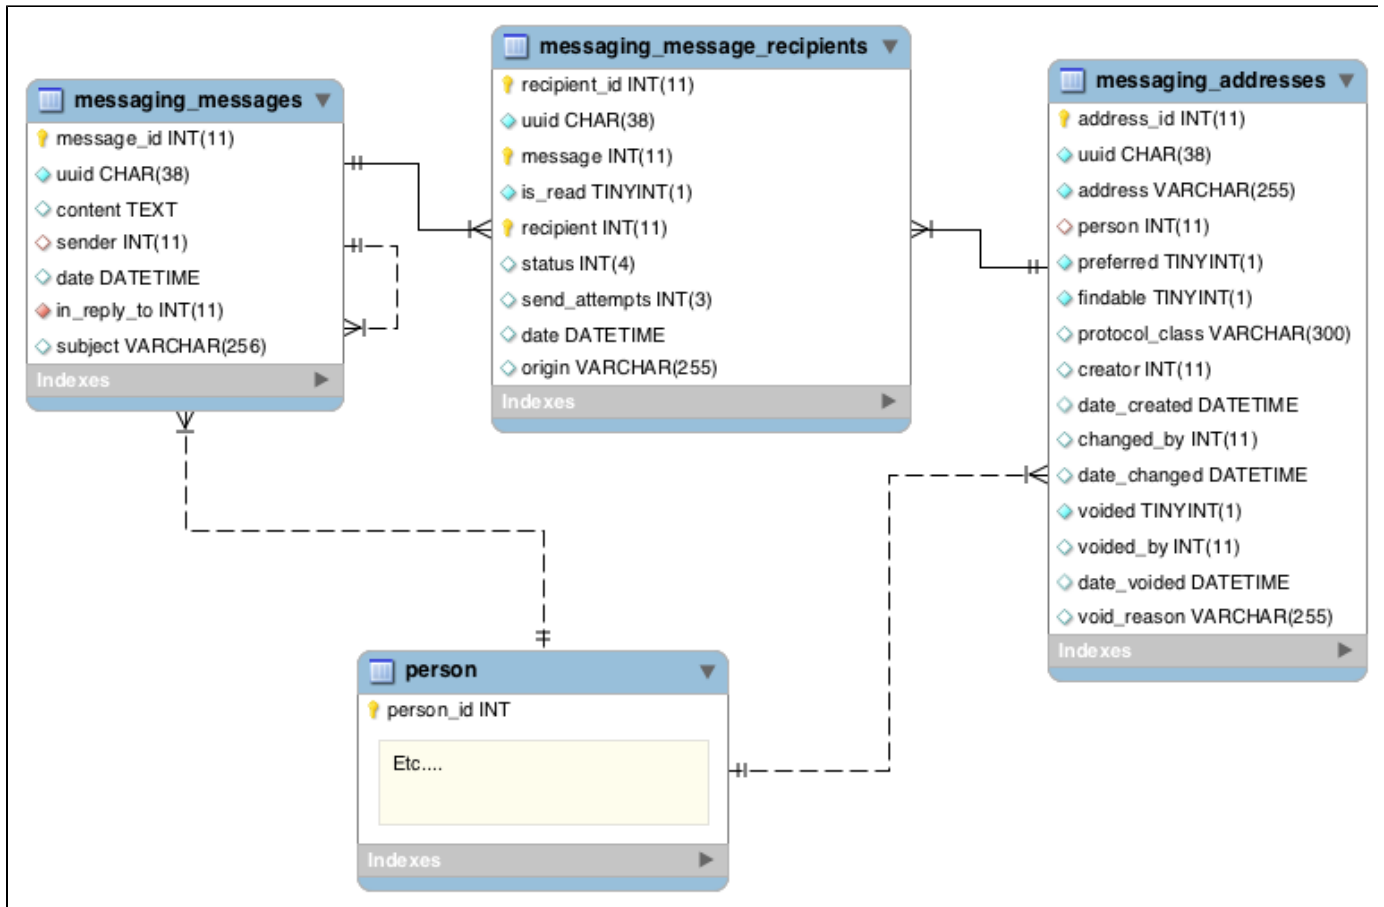 messaging_messages
message_id INT(11)
uuid CHAR(38)
content TEXT
sender INT(11)
date DATETIME
in_reply_to INT(11)
subject VARCHAR(256)
Indexes
messaging_message_recipients
recipient_id INT(11)
uuid CHAR(38)
message INT(11)
is_read TINYINT(1)
recipient INT(11)
status INT(4)
send_attempts INT(3)
date DATETIME
origin VARCHAR(255)
Indexes
messaging_addresses
address_id INT(11)
uuid CHAR(38)
address VARCHAR(255)
person INT(11)
preferred TINYINT(1)
findable TINYINT(1)
protocol_class VARCHAR(300)
creator INT(11)
date_created DATETIME
changed_by INT(11)
date_changed DATETIME
voided TINYINT(1)
voided_by INT(11)
date_voided DATETIME
void_reason VARCHAR(255)
Indexes
person
person_id INT
Etc....
Indexes